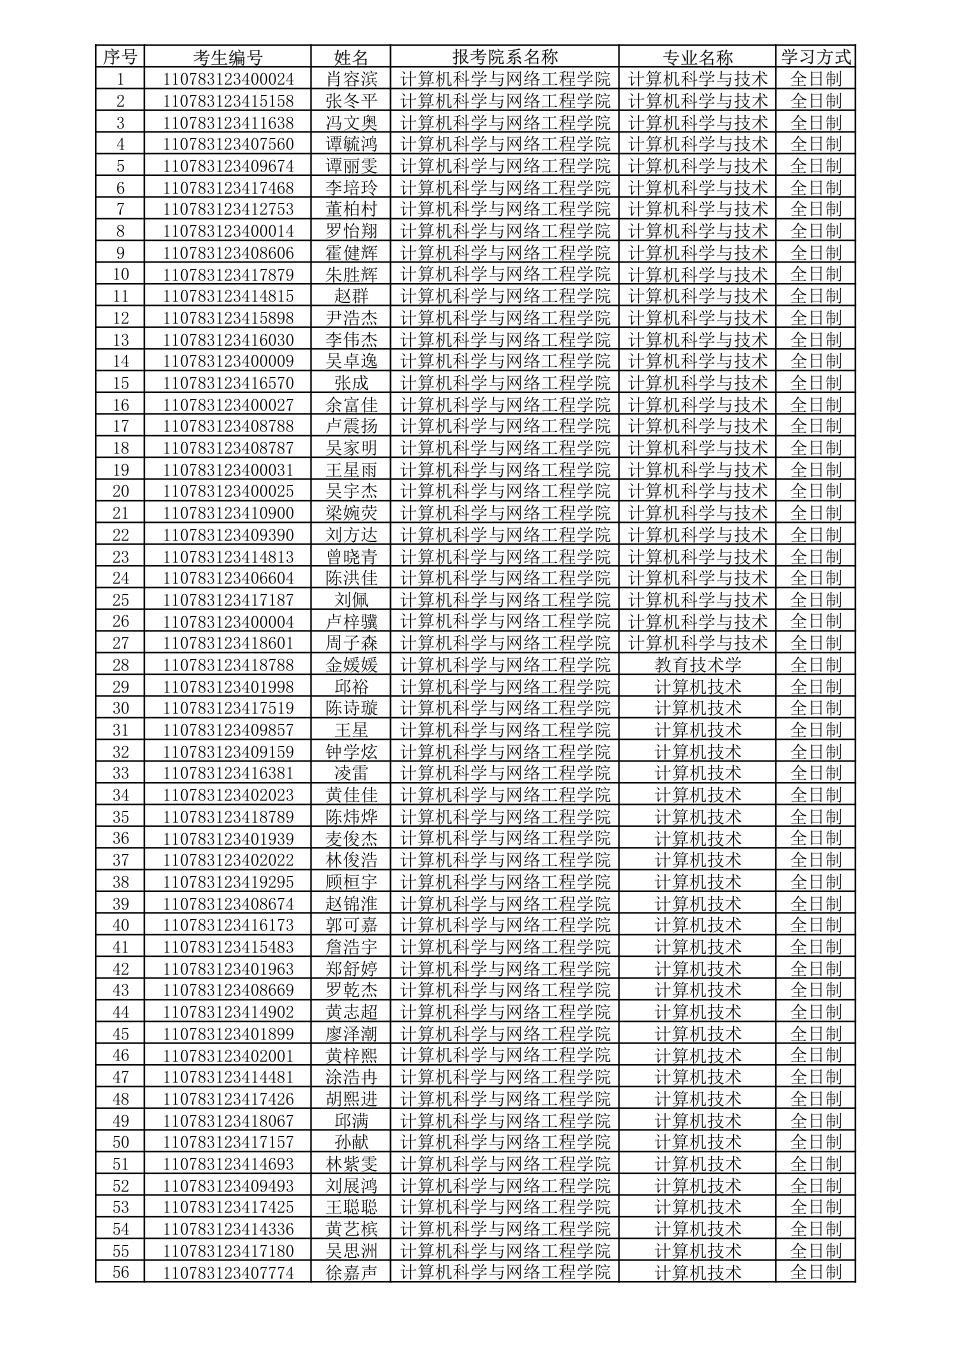 序号 考生编号 姓名 报考院系名称 专业名称 学习方式
1 110783123400024 肖容滨 计算机科学与网络工程学院 计算机科学与技术 全日制
2 110783123415158 张冬平 计算机科学与网络工程学院 计算机科学与技术 全日制
3 110783123411638 冯文奥 计算机科学与网络工程学院 计算机科学与技术 全日制
4 110783123407560 谭毓鸿 计算机科学与网络工程学院 计算机科学与技术 全日制
5 110783123409674 谭丽雯 计算机科学与网络工程学院 计算机科学与技术 全日制
6 110783123417468 李培玲 计算机科学与网络工程学院 计算机科学与技术 全日制
7 110783123412753 董柏村 计算机科学与网络工程学院 计算机科学与技术 全日制
8 110783123400014 罗怡翔 计算机科学与网络工程学院 计算机科学与技术 全日制
9 110783123408606 霍健辉 计算机科学与网络工程学院 计算机科学与技术 全日制
10 110783123417879 朱胜辉 计算机科学与网络工程学院 计算机科学与技术 全日制
11 110783123414815 赵群 计算机科学与网络工程学院 计算机科学与技术 全日制
12 110783123415898 尹浩杰 计算机科学与网络工程学院 计算机科学与技术 全日制
13 110783123416030 李伟杰 计算机科学与网络工程学院 计算机科学与技术 全日制
14 110783123400009 吴卓逸 计算机科学与网络工程学院 计算机科学与技术 全日制
15 110783123416570 张成 计算机科学与网络工程学院 计算机科学与技术 全日制
16 110783123400027 余富佳 计算机科学与网络工程学院 计算机科学与技术 全日制
17 110783123408788 卢震扬 计算机科学与网络工程学院 计算机科学与技术 全日制
18 110783123408787 吴家明 计算机科学与网络工程学院 计算机科学与技术 全日制
19 110783123400031 王星雨 计算机科学与网络工程学院 计算机科学与技术 全日制
20 110783123400025 吴宇杰 计算机科学与网络工程学院 计算机科学与技术 全日制
21 110783123410900 梁婉荧 计算机科学与网络工程学院 计算机科学与技术 全日制
22 110783123409390 刘方达 计算机科学与网络工程学院 计算机科学与技术 全日制
23 110783123414813 曾晓青 计算机科学与网络工程学院 计算机科学与技术 全日制
24 110783123406604 陈洪佳 计算机科学与网络工程学院 计算机科学与技术 全日制
25 110783123417187 刘佩 计算机科学与网络工程学院 计算机科学与技术 全日制
26 110783123400004 卢梓骥 计算机科学与网络工程学院 计算机科学与技术 全日制
27 110783123418601 周子森 计算机科学与网络工程学院 计算机科学与技术 全日制
28 110783123418788 金媛媛 计算机科学与网络工程学院 教育技术学 全日制
29 110783123401998 邱裕 计算机科学与网络工程学院 计算机技术 全日制
30 110783123417519 陈诗璇 计算机科学与网络工程学院 计算机技术 全日制
31 110783123409857 王星 计算机科学与网络工程学院 计算机技术 全日制
32 110783123409159 钟学炫 计算机科学与网络工程学院 计算机技术 全日制
33 110783123416381 凌雷 计算机科学与网络工程学院 计算机技术 全日制
34 110783123402023 黄佳佳 计算机科学与网络工程学院 计算机技术 全日制
35 110783123418789 陈炜烨 计算机科学与网络工程学院 计算机技术 全日制
36 110783123401939 麦俊杰 计算机科学与网络工程学院 计算机技术 全日制
37 110783123402022 林俊浩 计算机科学与网络工程学院 计算机技术 全日制
38 110783123419295 顾桓宇 计算机科学与网络工程学院 计算机技术 全日制
39 110783123408674 赵锦淮 计算机科学与网络工程学院 计算机技术 全日制
40 110783123416173 郭可嘉 计算机科学与网络工程学院 计算机技术 全日制
41 110783123415483 詹浩宇 计算机科学与网络工程学院 计算机技术 全日制
42 110783123401963 郑舒婷 计算机科学与网络工程学院 计算机技术 全日制
43 110783123408669 罗乾杰 计算机科学与网络工程学院 计算机技术 全日制
44 110783123414902 黄志超 计算机科学与网络工程学院 计算机技术 全日制
45 110783123401899 廖泽潮 计算机科学与网络工程学院 计算机技术 全日制
46 110783123402001 黄梓熙 计算机科学与网络工程学院 计算机技术 全日制
47 110783123414481 涂浩冉 计算机科学与网络工程学院 计算机技术 全日制
48 110783123417426 胡熙进 计算机科学与网络工程学院 计算机技术 全日制
49 110783123418067 邱满 计算机科学与网络工程学院 计算机技术 全日制
50 110783123417157 孙献 计算机科学与网络工程学院 计算机技术 全日制
51 110783123414693 林紫雯 计算机科学与网络工程学院 计算机技术 全日制
52 110783123409493 刘展鸿 计算机科学与网络工程学院 计算机技术 全日制
53 110783123417425 王聪聪 计算机科学与网络工程学院 计算机技术 全日制
54 110783123414336 黄艺槟 计算机科学与网络工程学院 计算机技术 全日制
55 110783123417180 吴思洲 计算机科学与网络工程学院 计算机技术 全日制
56 110783123407774 徐嘉声 计算机科学与网络工程学院 计算机技术 全日制